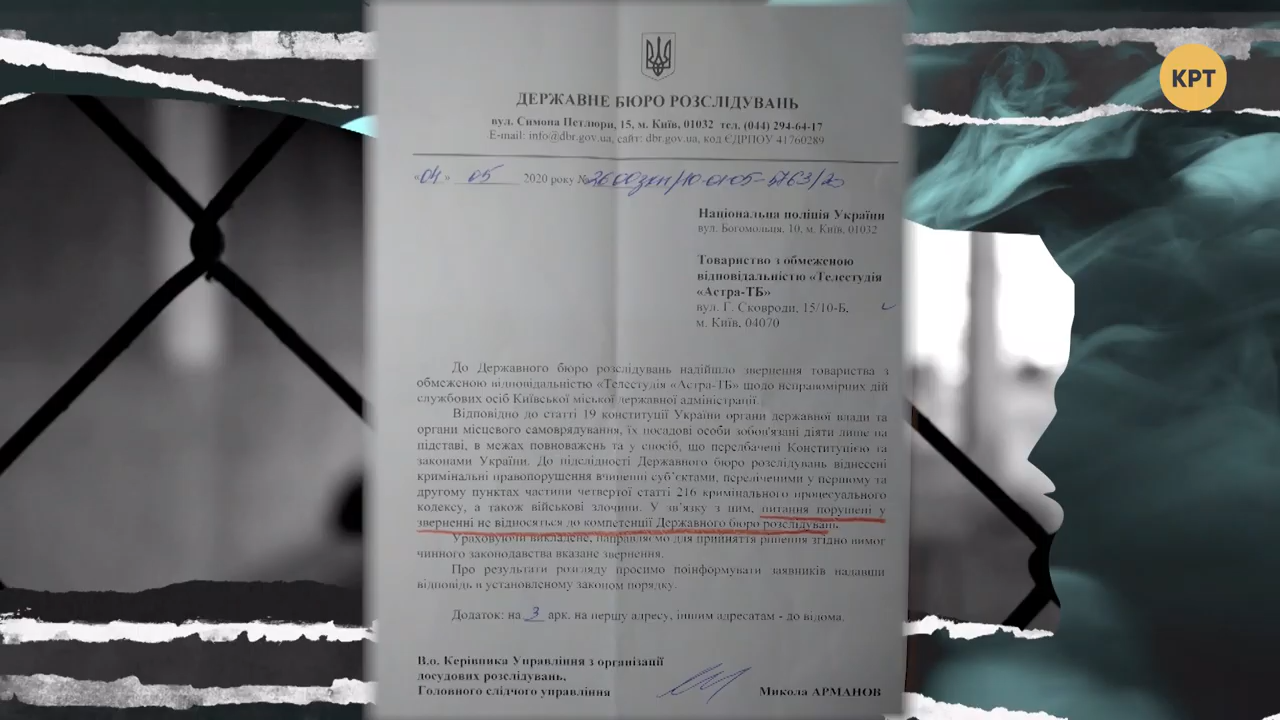 КРТ
ДЕРЖАВНЕ БЮРО РОЗСЛІДУВАНЬ
вул. Симона Петлюри, 15, м. Київ, 01032 тел. (044) 294-64-17
E-mail: info@dbr.gov.ua, сайт: dbr.gov.ua, код ЄДРПОУ 41760289
«04» 05 2020 року №
Національна поліція України
вул. Богомольця, 10, м. Київ, 01032
Товариство з обмеженою
відповідальністю «Телестудія
«Астра-ТБ»
вул. Г. Сковороди, 15/10-Б,
м. Київ, 04070
До Державного бюро розслідувань надійшло звернення товариства з
обмеженою відповідальністю «Телестудія «Астра-ТБ» щодо неправомірних дій
службових осіб Київської міської державної адміністрації.
Відповідно до статті 19 конституції України органи державної влади та
органи місцевого самоврядування, їх посадові особи зобов'язані діяти лише на
підставі, в межах повноважень та у спосіб, що передбачені Конституцією та
законами України. До підслідності Державного бюро розслідувань віднесені
кримінальні правопорушення вчиненні суб'єктами, переліченими у першому та
другому пунктах частини четвертої статті 216 кримінального процесуального
кодексу, а також військові злочини. У зв'язку з цим, питання порушені у
зверненні не відносяться до компетенції Державного бюро розслідувань.
Ураховуючи викладене, направляємо для прийняття рішення згідно вимог
чинного законодавства вказане звернення.
Про результати розгляду просимо поінформувати заявників надавши
відповідь в установленому законом порядку.
Додаток: на 3 арк. на першу адресу, іншим адресатам - до відома.
В.о. Керівника Управління з організації
досудових розслідувань,
Головного слідчого управління
Микола АРМАНОВ